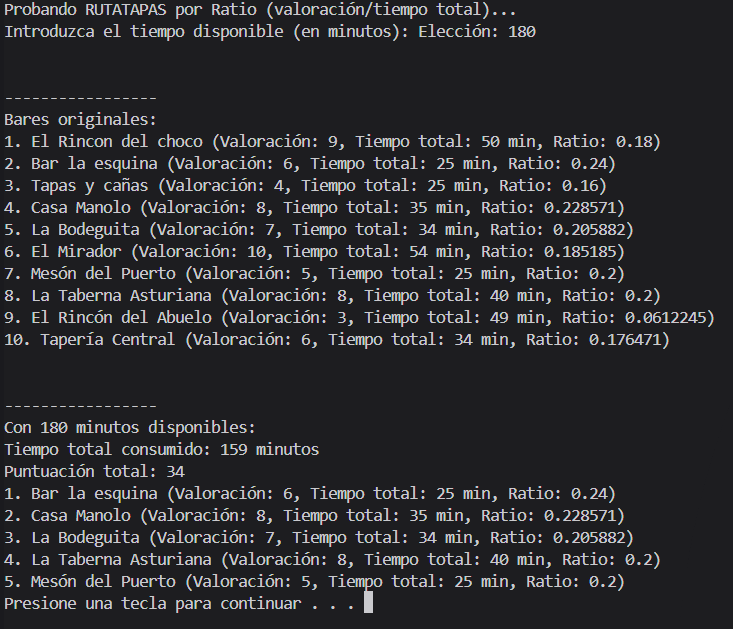 Probando RUTATAPAS por Ratio (valoración/tiempo total)...
Introduzca el tiempo disponible (en minutos): Elección: 180
-----------------
Bares originales:
1. El Rincon del choco (Valoración: 9, Tiempo total: 50 min, Ratio: 0.18)
2. Bar la esquina (Valoración: 6, Tiempo total: 25 min, Ratio: 0.24)
3. Tapas y cañas (Valoración: 4, Tiempo total: 25 min, Ratio: 0.16)
4. Casa Manolo (Valoración: 8, Tiempo total: 35 min, Ratio: 0.228571)
5. La Bodeguita (Valoración: 7, Tiempo total: 34 min, Ratio: 0.205882)
6. El Mirador (Valoración: 10, Tiempo total: 54 min, Ratio: 0.185185)
7. Mesón del Puerto (Valoración: 5, Tiempo total: 25 min, Ratio: 0.2)
8. La Taberna Asturiana (Valoración: 8, Tiempo total: 40 min, Ratio: 0.2)
9. El Rincón del Abuelo (Valoración: 3, Tiempo total: 49 min, Ratio: 0.0612245)
10. Tapería Central (Valoración: 6, Tiempo total: 34 min, Ratio: 0.176471)
-----------------
Con 180 minutos disponibles:
Tiempo total consumido: 159 minutos
Puntuación total: 34
1. Bar la esquina (Valoración: 6, Tiempo total: 25 min, Ratio: 0.24)
2. Casa Manolo (Valoración: 8, Tiempo total: 35 min, Ratio: 0.228571)
3. La Bodeguita (Valoración: 7, Tiempo total: 34 min, Ratio: 0.205882)
4. La Taberna Asturiana (Valoración: 8, Tiempo total: 40 min, Ratio: 0.2)
5. Mesón del Puerto (Valoración: 5, Tiempo total: 25 min, Ratio: 0.2)
Presione una tecla para continuar . . .